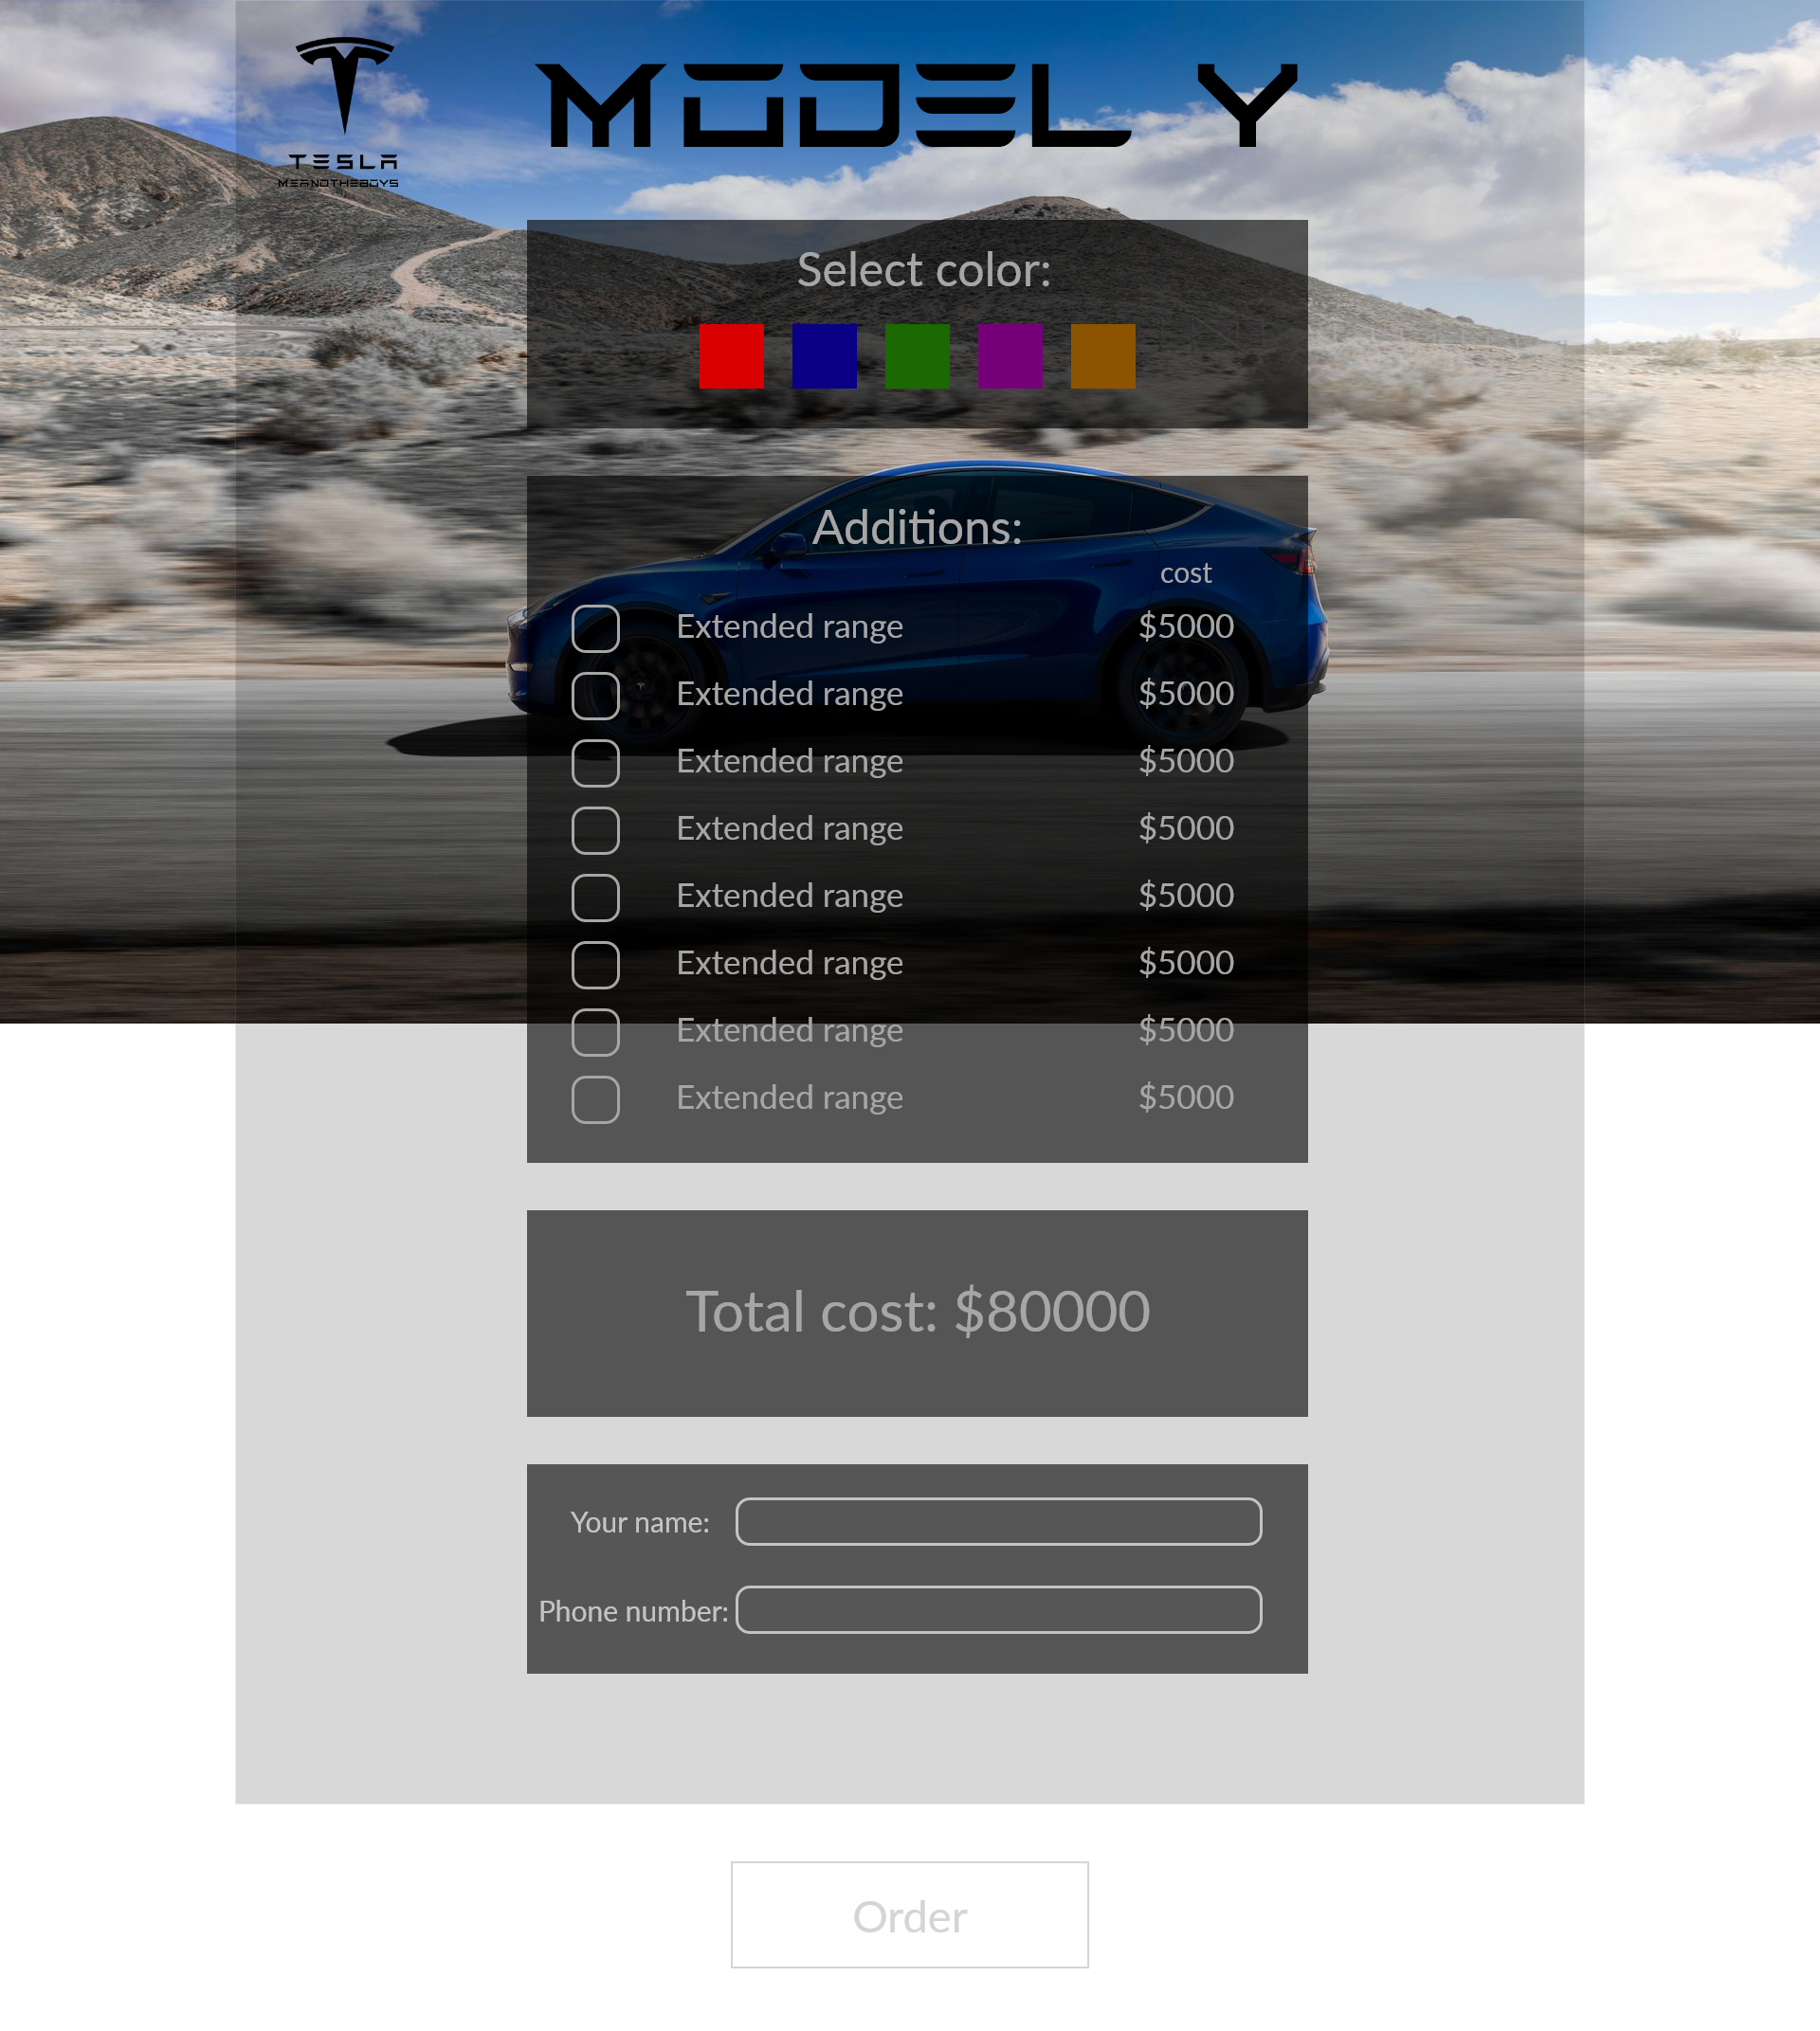 MODEL Y
TESLA
MEANDTHEBOYS
Select color:
Additions:
cost
Extended range $5000
Extended range $5000
Extended range $5000
Extended range $5000
Extended range $5000
Extended range $5000
Extended range $5000
Extended range $5000
Total cost: $80000
Your name:
Phone number:
Order